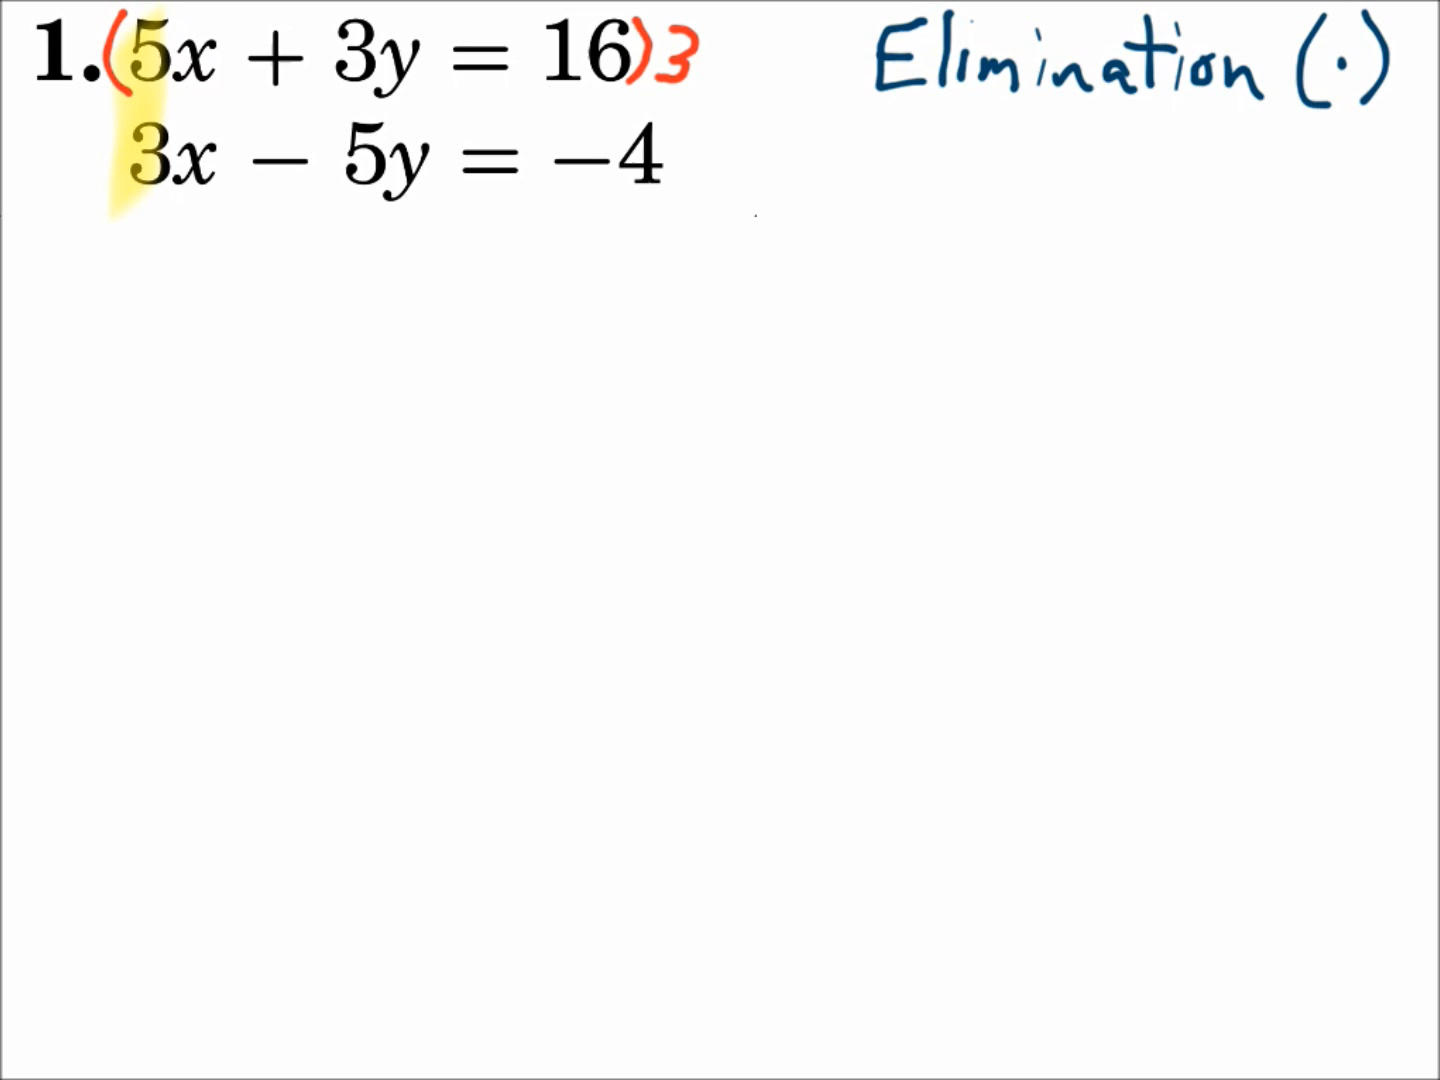 1. (5x + 3y = 16)3 Elimination (·)
3x − 5y = −4